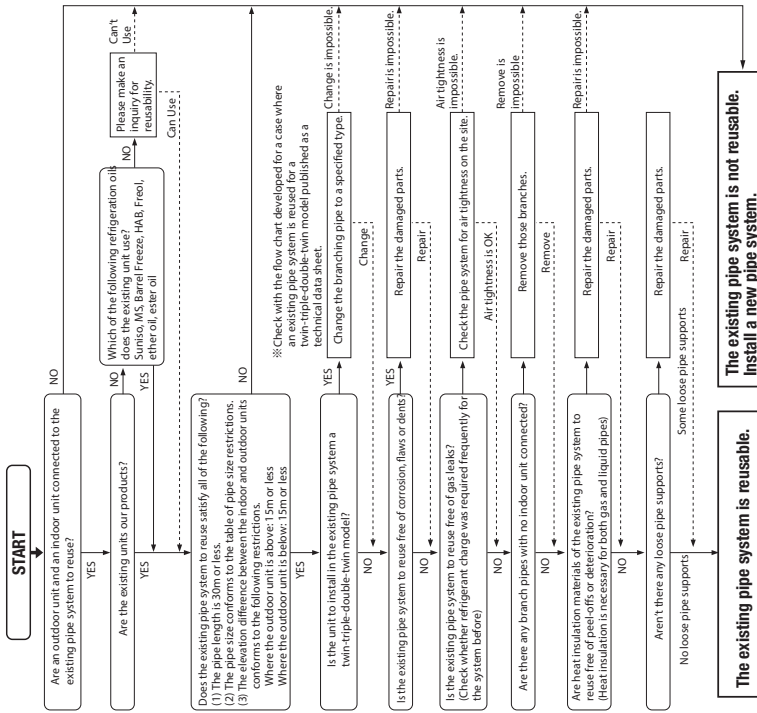 START
Are an outdoor unit and an indoor unit connected to the
existing pipe system to reuse?
NO
YES
Are the existing units our products?
NO
Which of the following refrigeration oils
does the existing unit use?
Suniso, MS, Barrel Freeze, HAB, Freol,
ether oil, ester oil
NO
Please make an
inquiry for
reusability.
Can't
Use
Can Use
YES
YES
Does the existing pipe system to reuse satisfy all of the following?
(1) The pipe length is 30m or less.
(2) The pipe size conforms to the table of pipe size restrictions.
(3) The elevation difference between the indoor and outdoor units
conforms to the following restrictions.
Where the outdoor unit is above: 15m or less
Where the outdoor unit is below: 15m or less
NO
YES
※Check with the flow chart developed for a case where
an existing pipe system is reused for a
twin-triple-double-twin model published as a
technical data sheet.
Is the unit to install in the existing pipe system a
twin-triple-double-twin model?
YES
Change the branching pipe to a specified type.
Change is impossible.
Change
NO
Is the existing pipe system to reuse free of corrosion, flaws or dents?
YES
Repair the damaged parts.
Repair is impossible.
Repair
NO
Is the existing pipe system to reuse free of gas leaks?
(Check whether refrigerant charge was required frequently for
the system before)
Check the pipe system for air tightness on the site.
Air tightness is
impossible.
Air tightness is OK
NO
Are there any branch pipes with no indoor unit connected?
Remove those branches.
Remove is
impossible
Remove
NO
Are heat insulation materials of the existing pipe system to
reuse free of peel-offs or deterioration?
(Heat insulation is necessary for both gas and liquid pipes)
Repair the damaged parts.
Repair is impossible.
Repair
NO
Aren't there any loose pipe supports?
Repair the damaged parts.
Some loose pipe supports
Repair
No loose pipe supports
The existing pipe system is reusable.
The existing pipe system is not reusable.
Install a new pipe system.